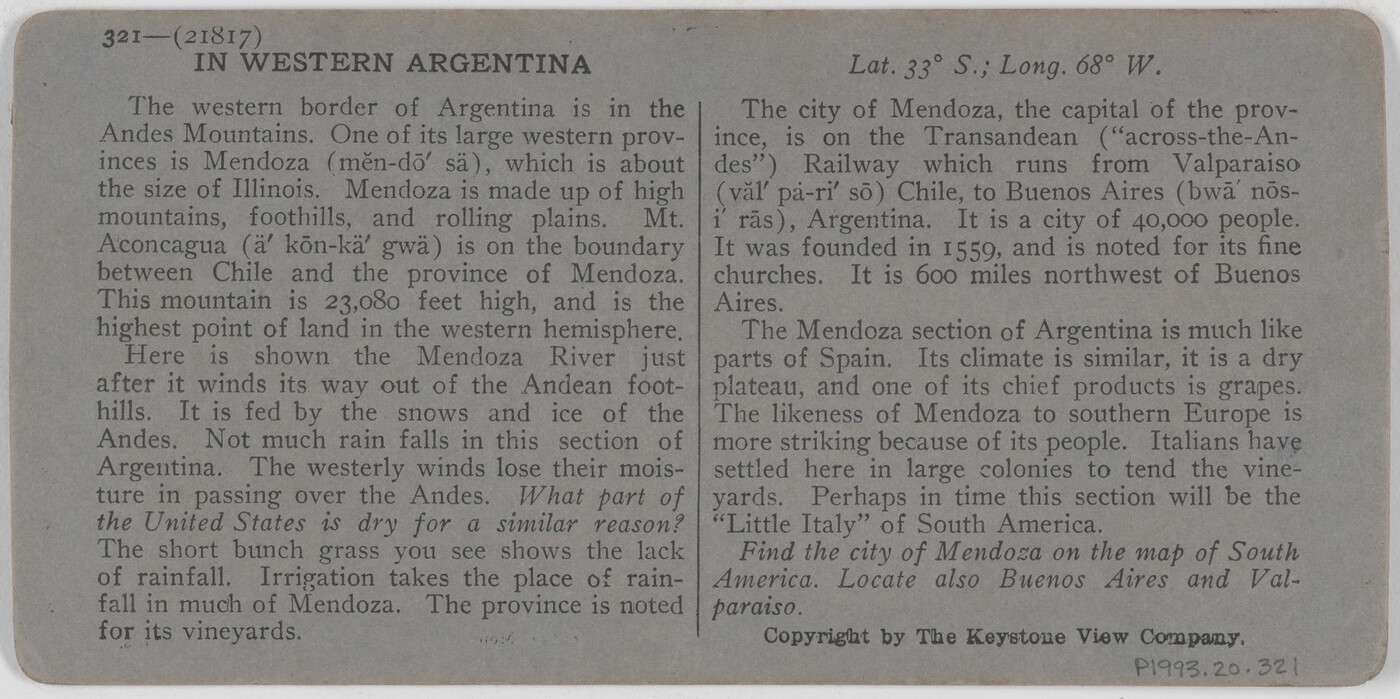 321—(21817)
IN WESTERN ARGENTINA
The western border of Argentina is in the
Andes Mountains. One of its large western prov-
inces is Mendoza (mĕn-dō′ sä), which is about
the size of Illinois. Mendoza is made up of high
mountains, foothills, and rolling plains. Mt.
Aconcagua (ä′ kōn-kä′ gwä) is on the boundary
between Chile and the province of Mendoza.
This mountain is 23,080 feet high, and is the
highest point of land in the western hemisphere.
Here is shown the Mendoza River just
after it winds its way out of the Andean foot-
hills. It is fed by the snows and ice of the
Andes. Not much rain falls in this section of
Argentina. The westerly winds lose their mois-
ture in passing over the Andes. What part of
the United States is dry for a similar reason?
The short bunch grass you see shows the lack
of rainfall. Irrigation takes the place of rain-
fall in much of Mendoza. The province is noted
for its vineyards.
Lat. 33° S.; Long. 68° W.
The city of Mendoza, the capital of the prov-
ince, is on the Transandean (“across-the-An-
des”) Railway which runs from Valparaiso
(văl′ pá-ri′ sō) Chile, to Buenos Aires (bwā′ nōs-
i′ rās), Argentina. It is a city of 40,000 people.
It was founded in 1559, and is noted for its fine
churches. It is 600 miles northwest of Buenos
Aires.
The Mendoza section of Argentina is much like
parts of Spain. Its climate is similar, it is a dry
plateau, and one of its chief products is grapes.
The likeness of Mendoza to southern Europe is
more striking because of its people. Italians have
settled here in large colonies to tend the vine-
yards. Perhaps in time this section will be the
“Little Italy” of South America.
Find the city of Mendoza on the map of South
America. Locate also Buenos Aires and Val-
paraiso.
Copyright by The Keystone View Company.
P1993.20.321